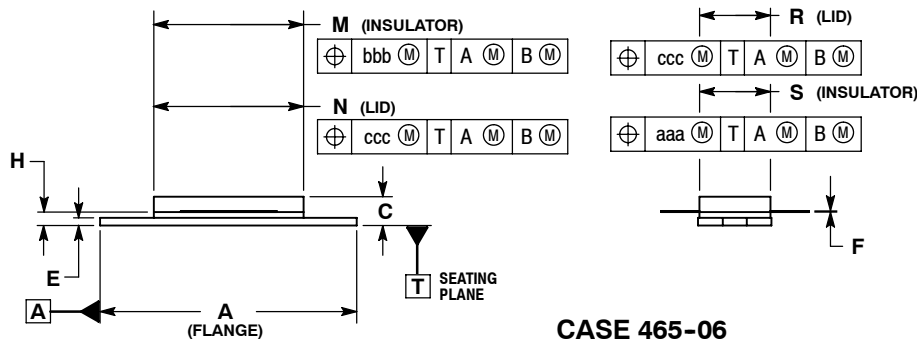 M (INSULATOR)
⌖ bbb Ⓜ T A Ⓜ B Ⓜ
N (LID)
⌖ ccc Ⓜ T A Ⓜ B Ⓜ
R (LID)
⌖ ccc Ⓜ T A Ⓜ B Ⓜ
S (INSULATOR)
⌖ aaa Ⓜ T A Ⓜ B Ⓜ
H
C
E
F
T SEATING
PLANE
A
A
(FLANGE)
CASE 465-06